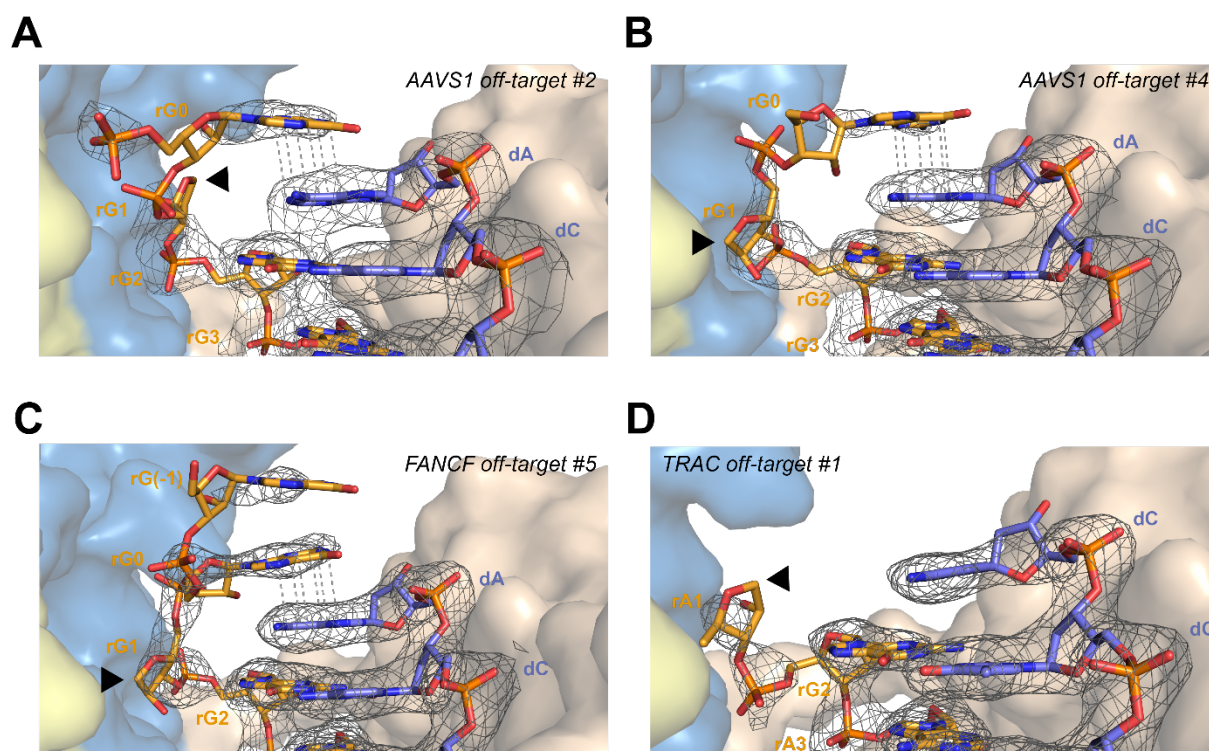 A
AAVS1 off-target #2
rG0
dA
rG1
dC
rG2
rG3
B
AAVS1 off-target #4
rG0
dA
rG1
dC
rG2
rG3
C
FANCF off-target #5
rG(-1)
rG0
dA
rG1
dC
rG2
D
TRAC off-target #1
dC
rA1
dC
rG2
rA3